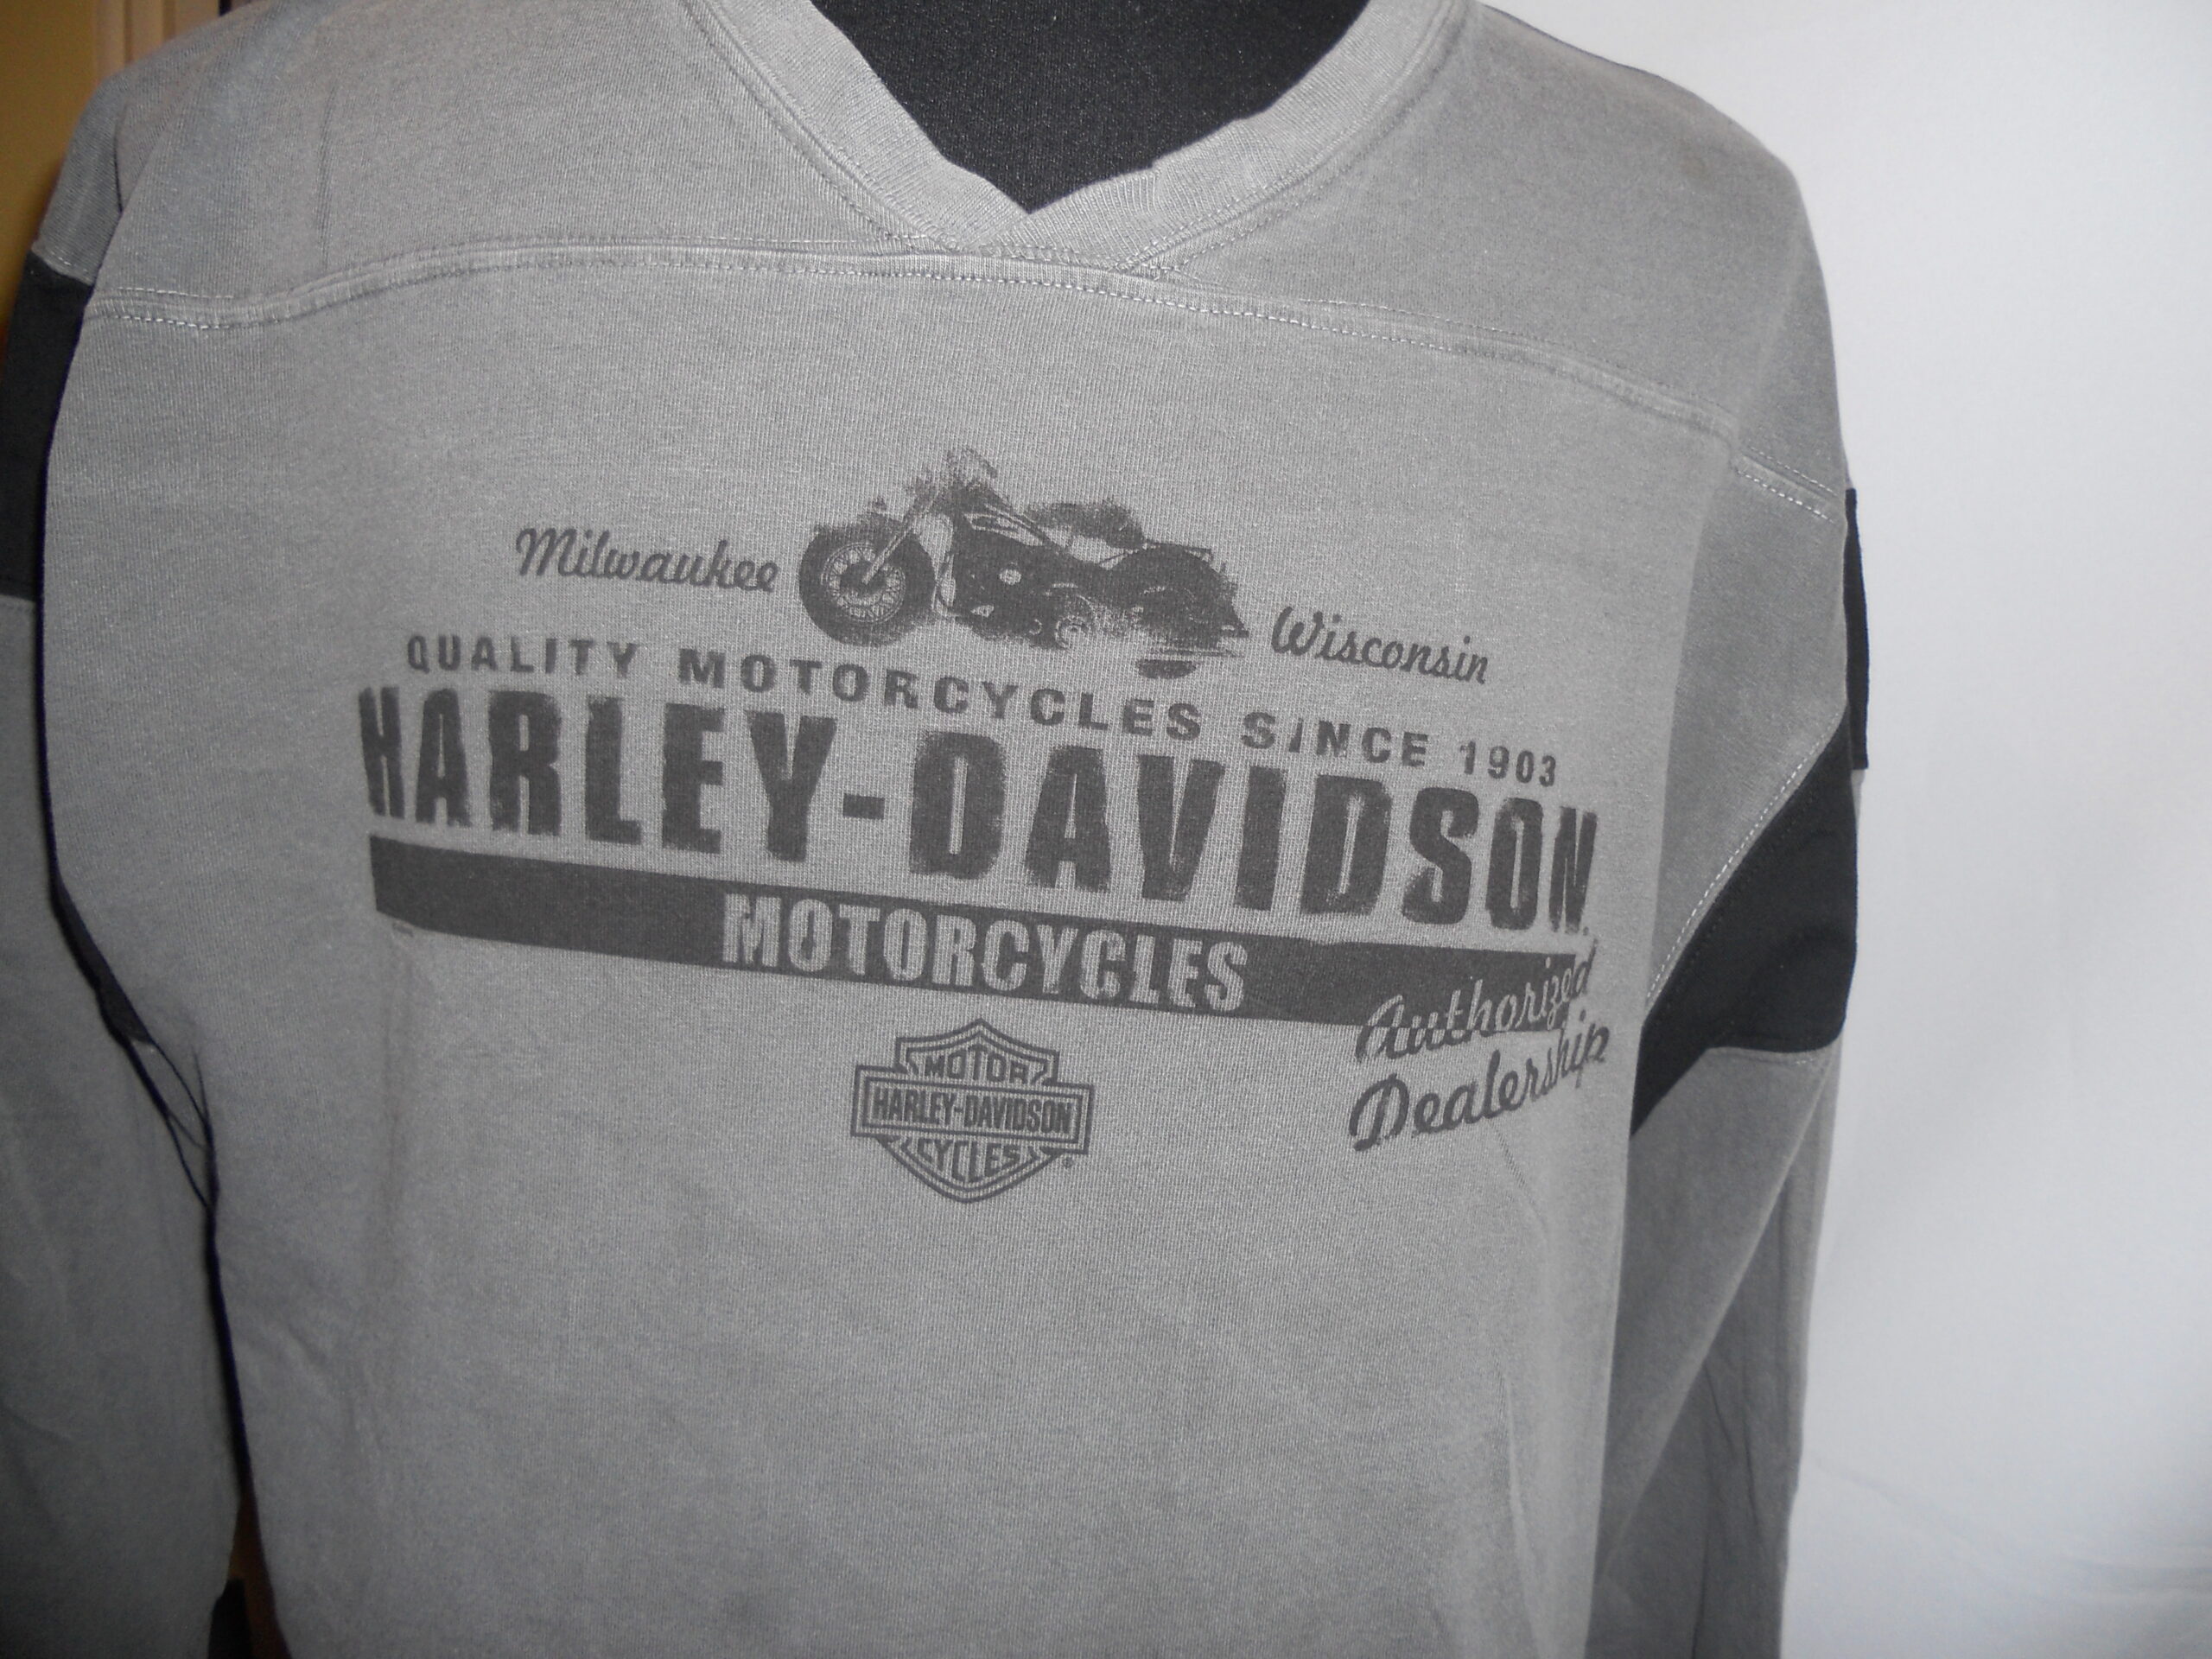 Milwaukee Wisconsin
QUALITY MOTORCYCLES SINCE 1903
HARLEY-DAVIDSON
MOTORCYCLES
Authorized
Dealership
MOTOR
HARLEY-DAVIDSON
CYCLES
®